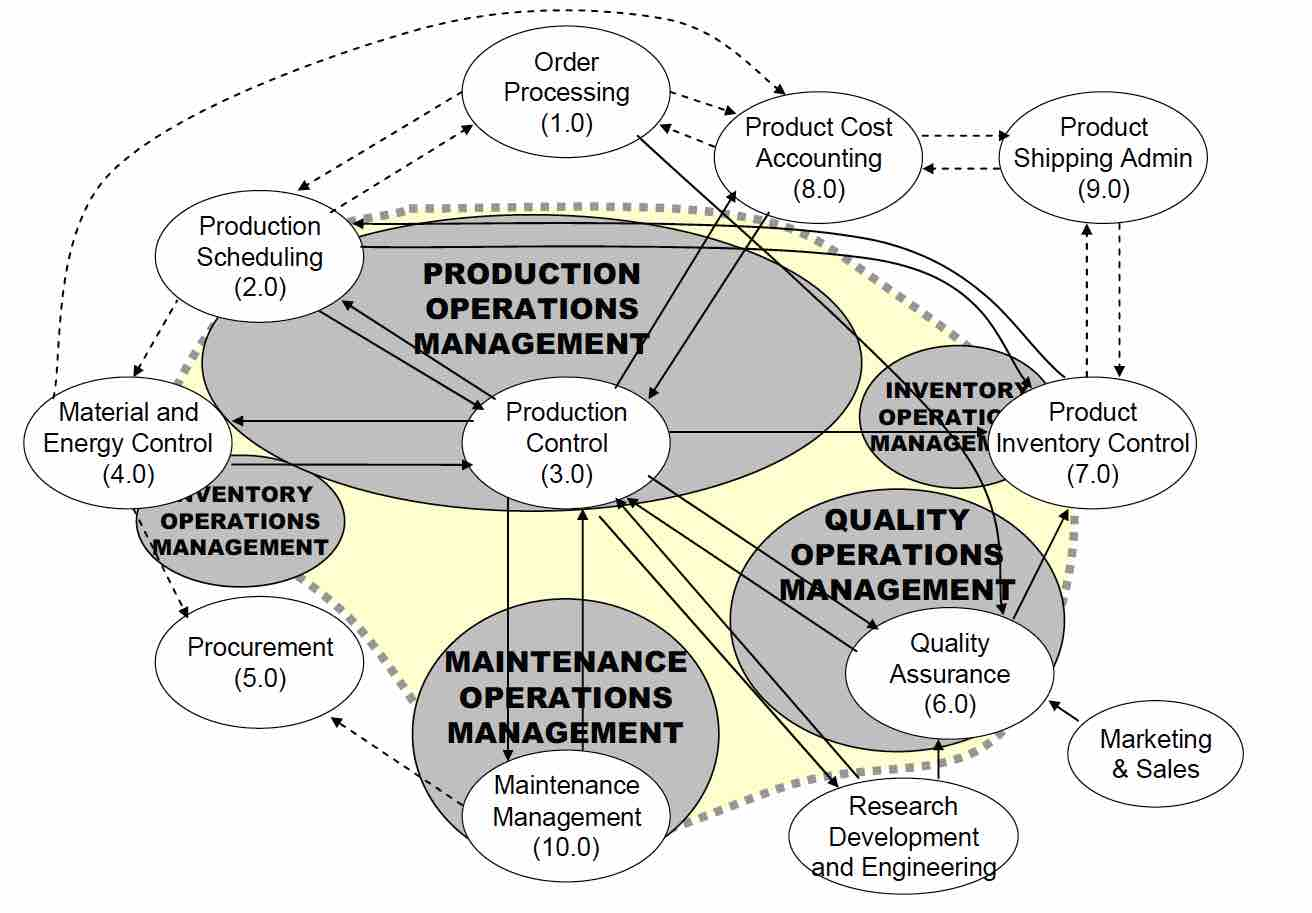 Order
Processing
(1.0)
Product Cost
Accounting
(8.0)
Product
Shipping Admin
(9.0)
Production
Scheduling
(2.0)
PRODUCTION
OPERATIONS
MANAGEMENT
Material and
Energy Control
(4.0)
Production
Control
(3.0)
INVENTORY
OPERATIO
MANAGEM
Product
Inventory Control
(7.0)
NVENTORY
OPERATIONS
MANAGEMENT
QUALITY
OPERATIONS
MANAGEMENT
Procurement
(5.0)
MAINTENANCE
OPERATIONS
MANAGEMENT
Quality
Assurance
(6.0)
Marketing
& Sales
Maintenance
Management
(10.0)
Research
Development
and Engineering